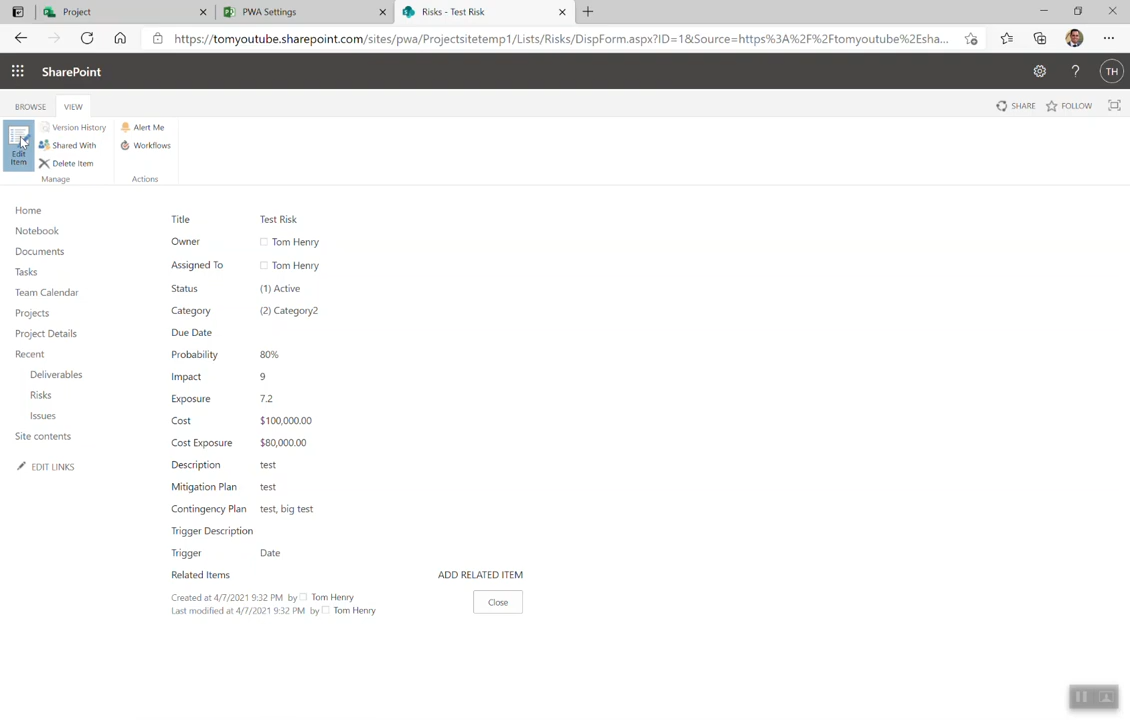 Project
PWA Settings
Risks - Test Risk
https://tomyoutube.sharepoint.com/sites/pwa/Projectsitetemp1/Lists/Risks/DispForm.aspx?ID=1&Source=https%3A%2F%2Ftomyoutube%2Esha...
SharePoint
TH
BROWSE VIEW
SHARE FOLLOW
Edit Item
Version History
Shared With
Delete Item
Manage
Alert Me
Workflows
Actions
Home
Notebook
Documents
Tasks
Team Calendar
Projects
Project Details
Recent
Deliverables
Risks
Issues
Site contents
EDIT LINKS
Title Test Risk
Owner Tom Henry
Assigned To Tom Henry
Status (1) Active
Category (2) Category2
Due Date
Probability 80%
Impact 9
Exposure 7.2
Cost $100,000.00
Cost Exposure $80,000.00
Description test
Mitigation Plan test
Contingency Plan test, big test
Trigger Description
Trigger Date
Related Items ADD RELATED ITEM
Created at 4/7/2021 9:32 PM by Tom Henry
Last modified at 4/7/2021 9:32 PM by Tom Henry
Close